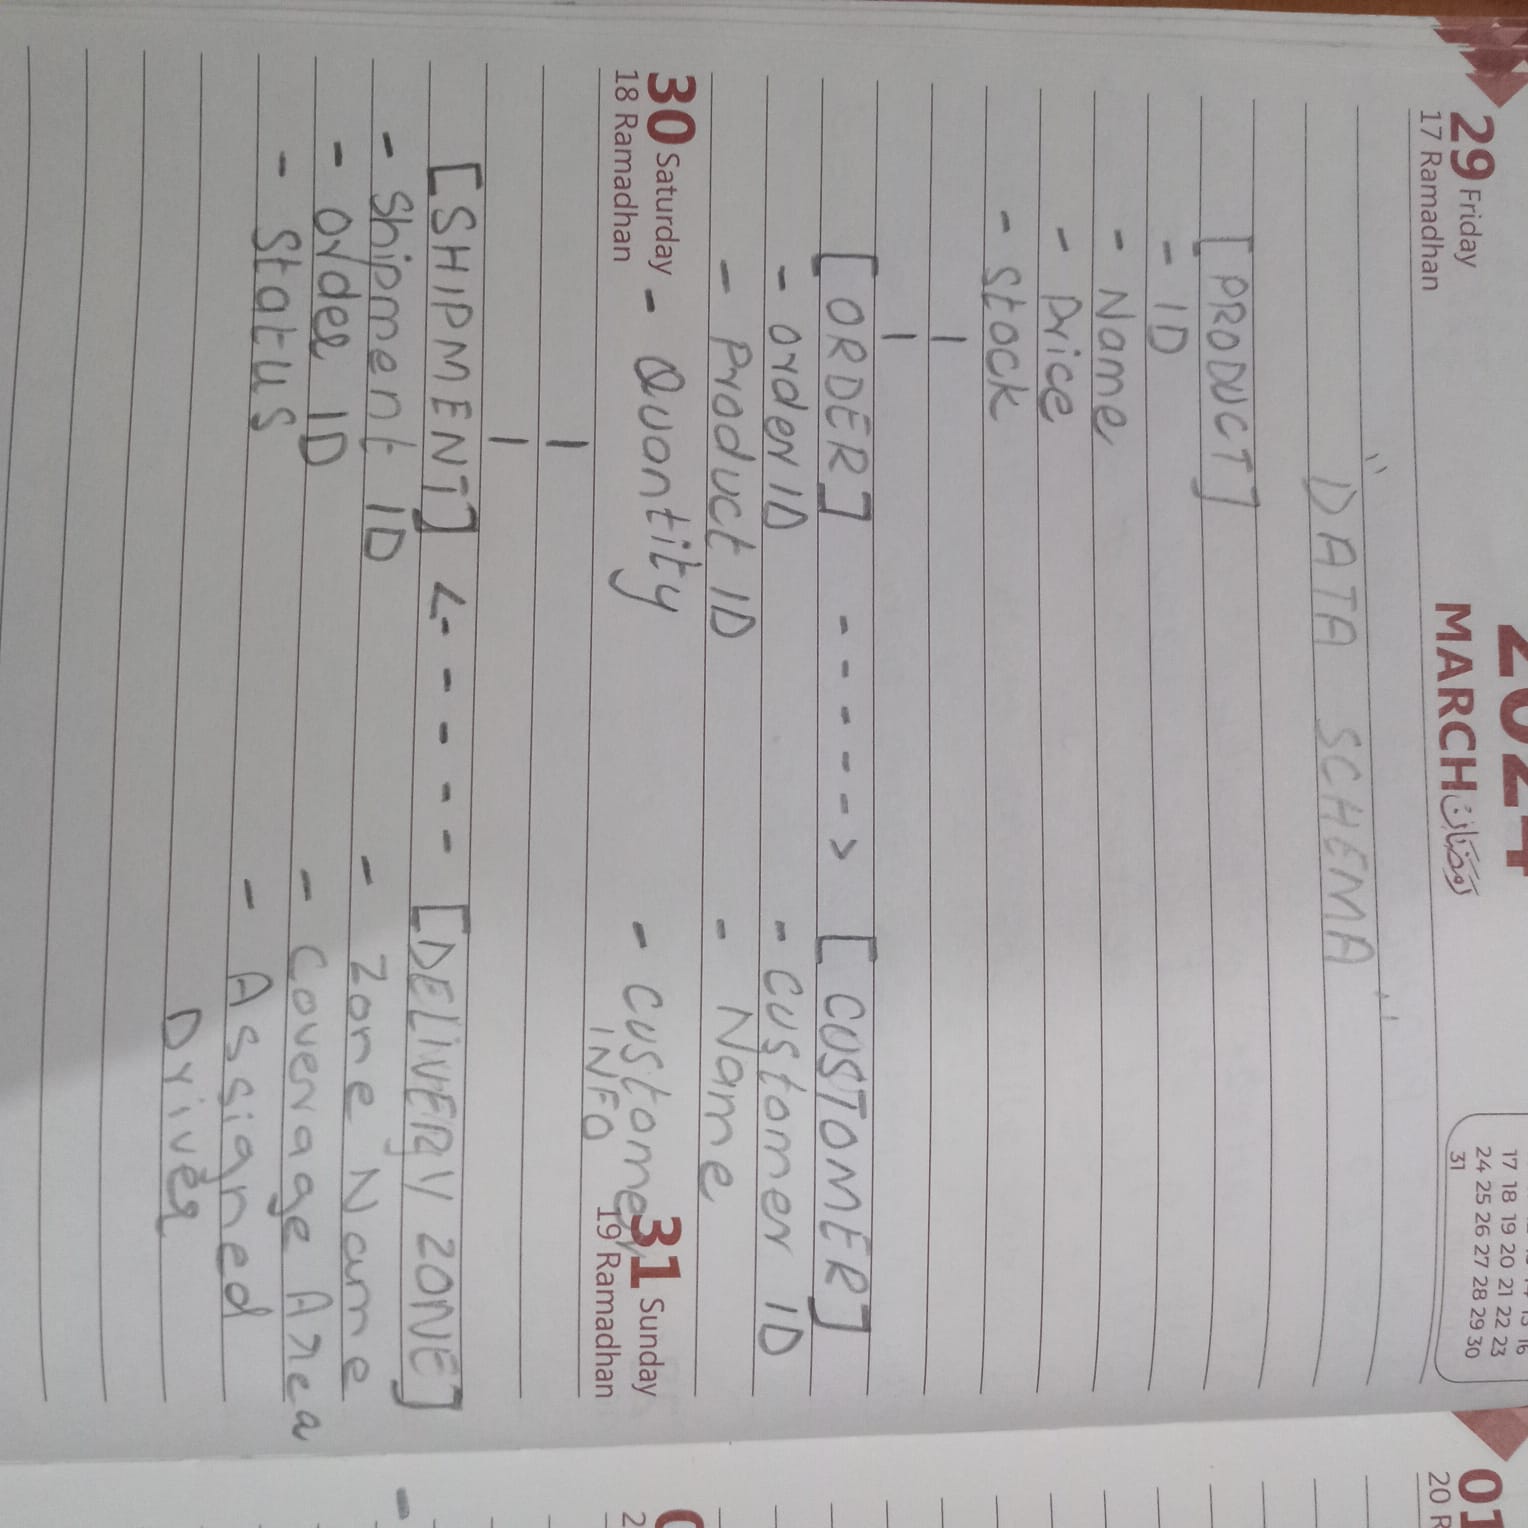 2024
29 Friday
17 Ramadhan
MARCH رمضان
16
17 18 19 20 21 22 23
24 25 26 27 28 29 30
31
" DATA SCHEMA "
[PRODUCT]
- ID
- Name
- Price
- Stock
|
|
[ORDER] - - - - - > [CUSTOMER]
- Order ID - Customer ID
- Product ID - Name
30 Saturday - Quantity - Customer 31 Sunday
18 Ramadhan INFO 19 Ramadhan
|
|
[SHIPMENT] < - - - - - [DELIVERY ZONE]
- Shipment ID - Zone Name
- Order ID - Coverage Area
- Status - Assigned
Driver
01
20 R